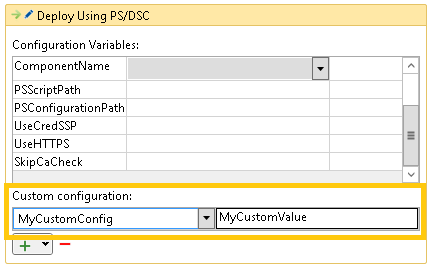 Deploy Using PS/DSC
Configuration Variables:
ComponentName
PSScriptPath
PSConfigurationPath
UseCredSSP
UseHTTPS
SkipCaCheck
Custom configuration:
MyCustomConfig MyCustomValue